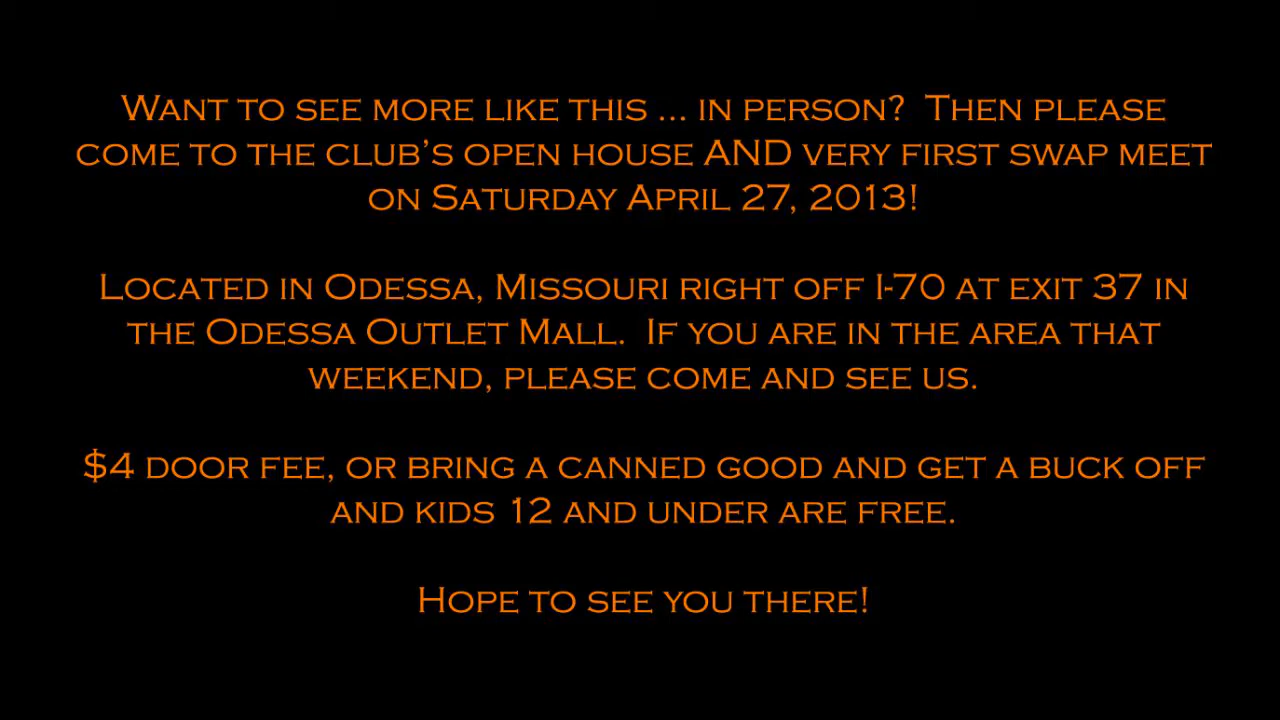 Want to see more like this ... in person?  Then please
come to the club's open house AND very first swap meet
on Saturday April 27, 2013!
Located in Odessa, Missouri right off I-70 at exit 37 in
the Odessa Outlet Mall.  If you are in the area that
weekend, please come and see us.
$4 door fee, or bring a canned good and get a buck off
and kids 12 and under are free.
Hope to see you there!